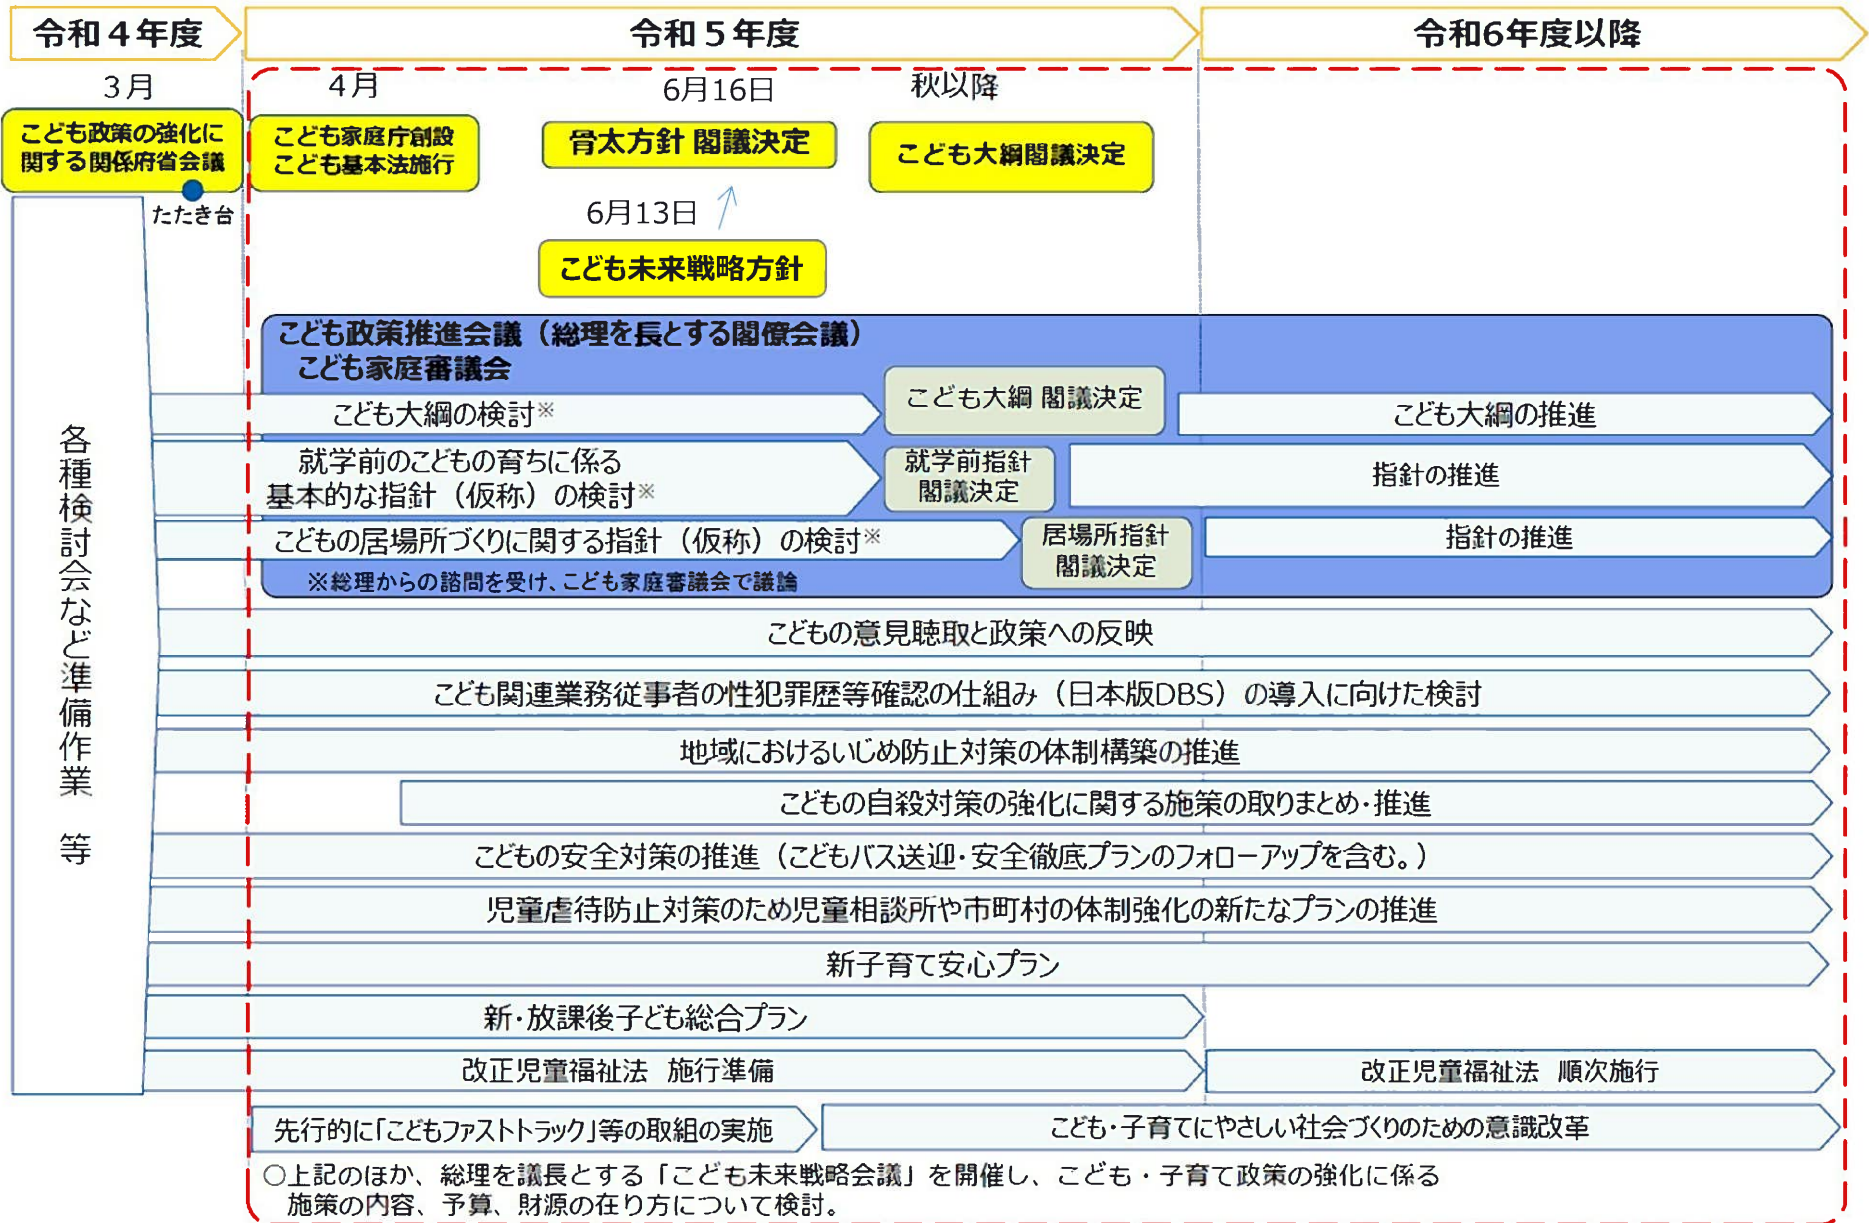 令和４年度
令和５年度
令和6年度以降
３月
４月
6月16日
秋以降
こども政策の強化に
関する関係府省会議
こども家庭庁創設
こども基本法施行
骨太方針 閣議決定
こども大綱閣議決定
たたき台
6月13日
こども未来戦略方針
こども政策推進会議（総理を長とする閣僚会議）
こども家庭審議会
こども大綱の検討※
こども大綱 閣議決定
こども大綱の推進
就学前のこどもの育ちに係る
基本的な指針（仮称）の検討※
就学前指針
閣議決定
指針の推進
こどもの居場所づくりに関する指針（仮称）の検討※
居場所指針
閣議決定
指針の推進
※総理からの諮問を受け、こども家庭審議会で議論
各種検討会など準備作業　等
こどもの意見聴取と政策への反映
こども関連業務従事者の性犯罪歴等確認の仕組み（日本版DBS）の導入に向けた検討
地域におけるいじめ防止対策の体制構築の推進
こどもの自殺対策の強化に関する施策の取りまとめ・推進
こどもの安全対策の推進（こどもバス送迎・安全徹底プランのフォローアップを含む。）
児童虐待防止対策のため児童相談所や市町村の体制強化の新たなプランの推進
新子育て安心プラン
新・放課後子ども総合プラン
改正児童福祉法　施行準備
改正児童福祉法　順次施行
先行的に「こどもファストトラック」等の取組の実施
こども・子育てにやさしい社会づくりのための意識改革
○上記のほか、総理を議長とする「こども未来戦略会議」を開催し、こども・子育て政策の強化に係る
施策の内容、予算、財源の在り方について検討。